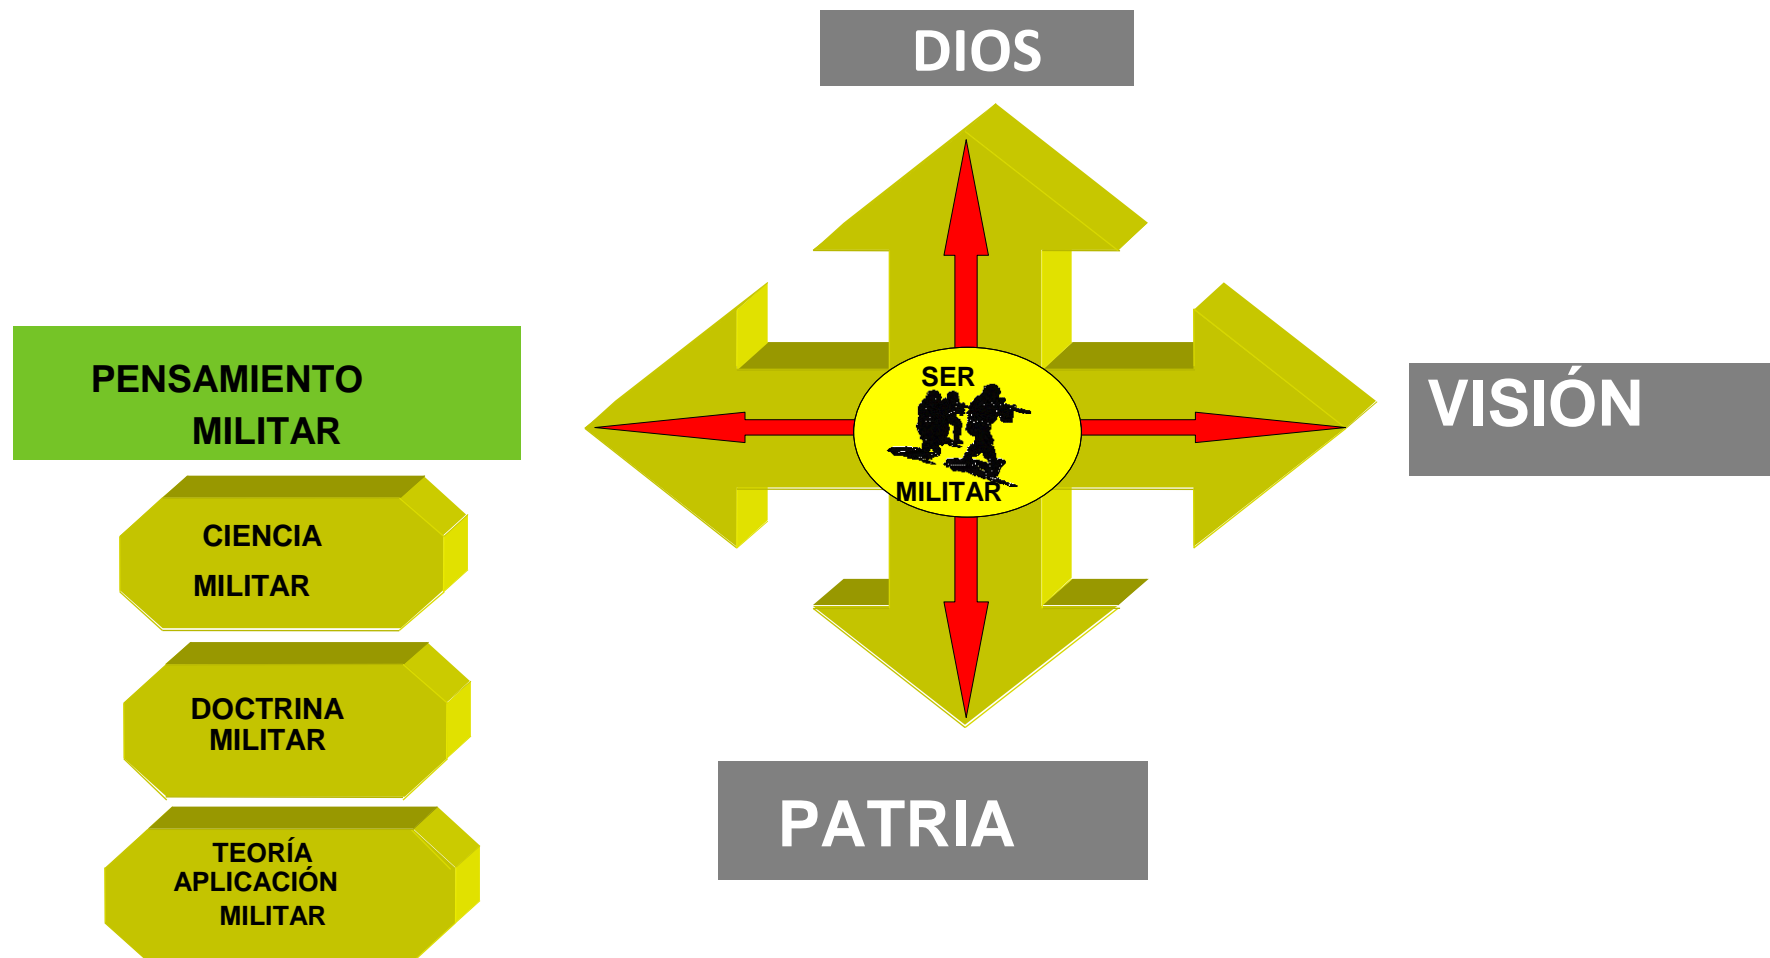 DIOS
PENSAMIENTO
MILITAR
SER
MILITAR
VISIÓN
CIENCIA
MILITAR
DOCTRINA
MILITAR
TEORÍA
APLICACIÓN
MILITAR
PATRIA